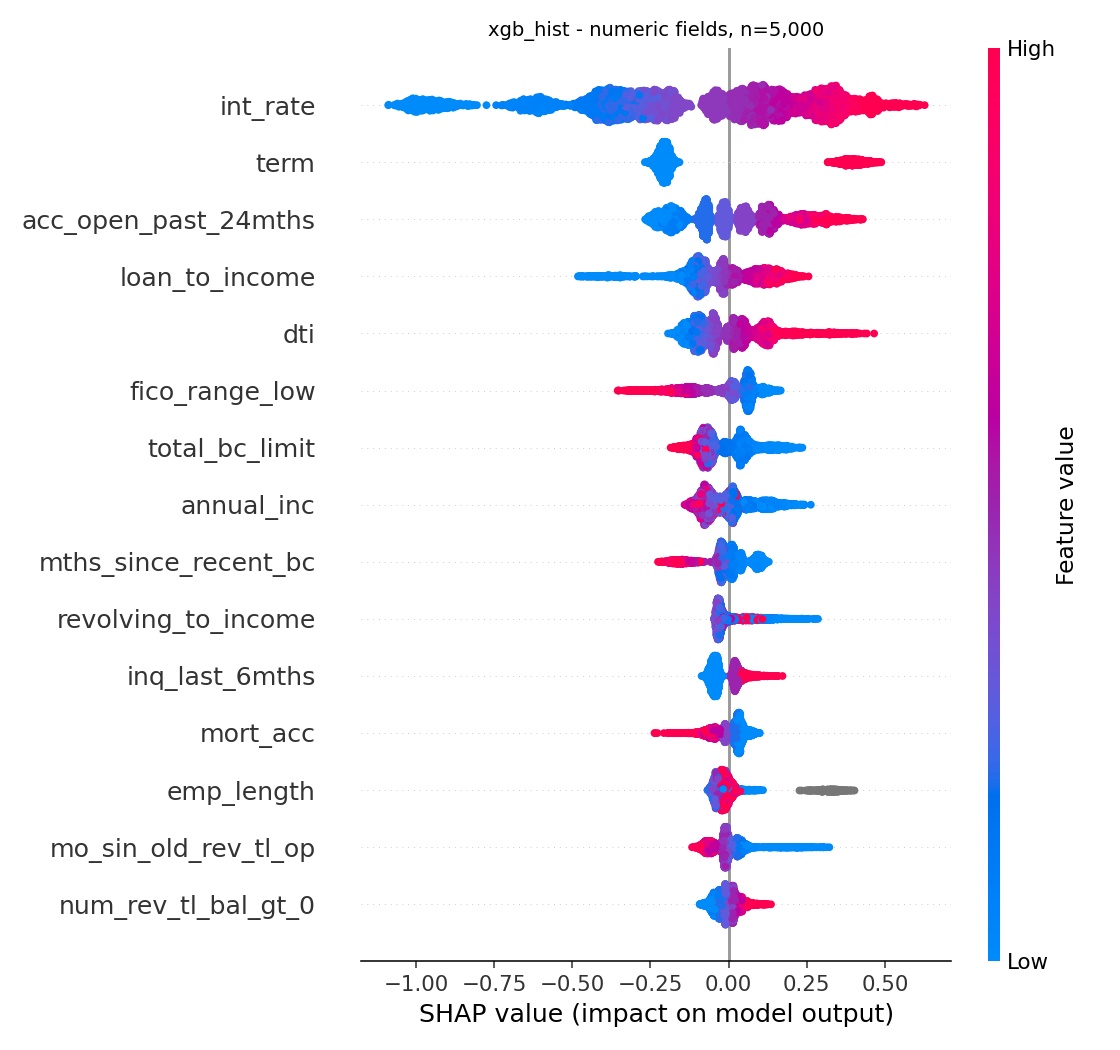 xgb_hist - numeric fields, n=5,000
High
int_rate
term
acc_open_past_24mths
loan_to_income
dti
fico_range_low
total_bc_limit
annual_inc
mths_since_recent_bc
revolving_to_income
inq_last_6mths
mort_acc
emp_length
mo_sin_old_rev_tl_op
num_rev_tl_bal_gt_0
Feature value
Low
−1.00 −0.75 −0.50 −0.25 0.00 0.25 0.50
SHAP value (impact on model output)